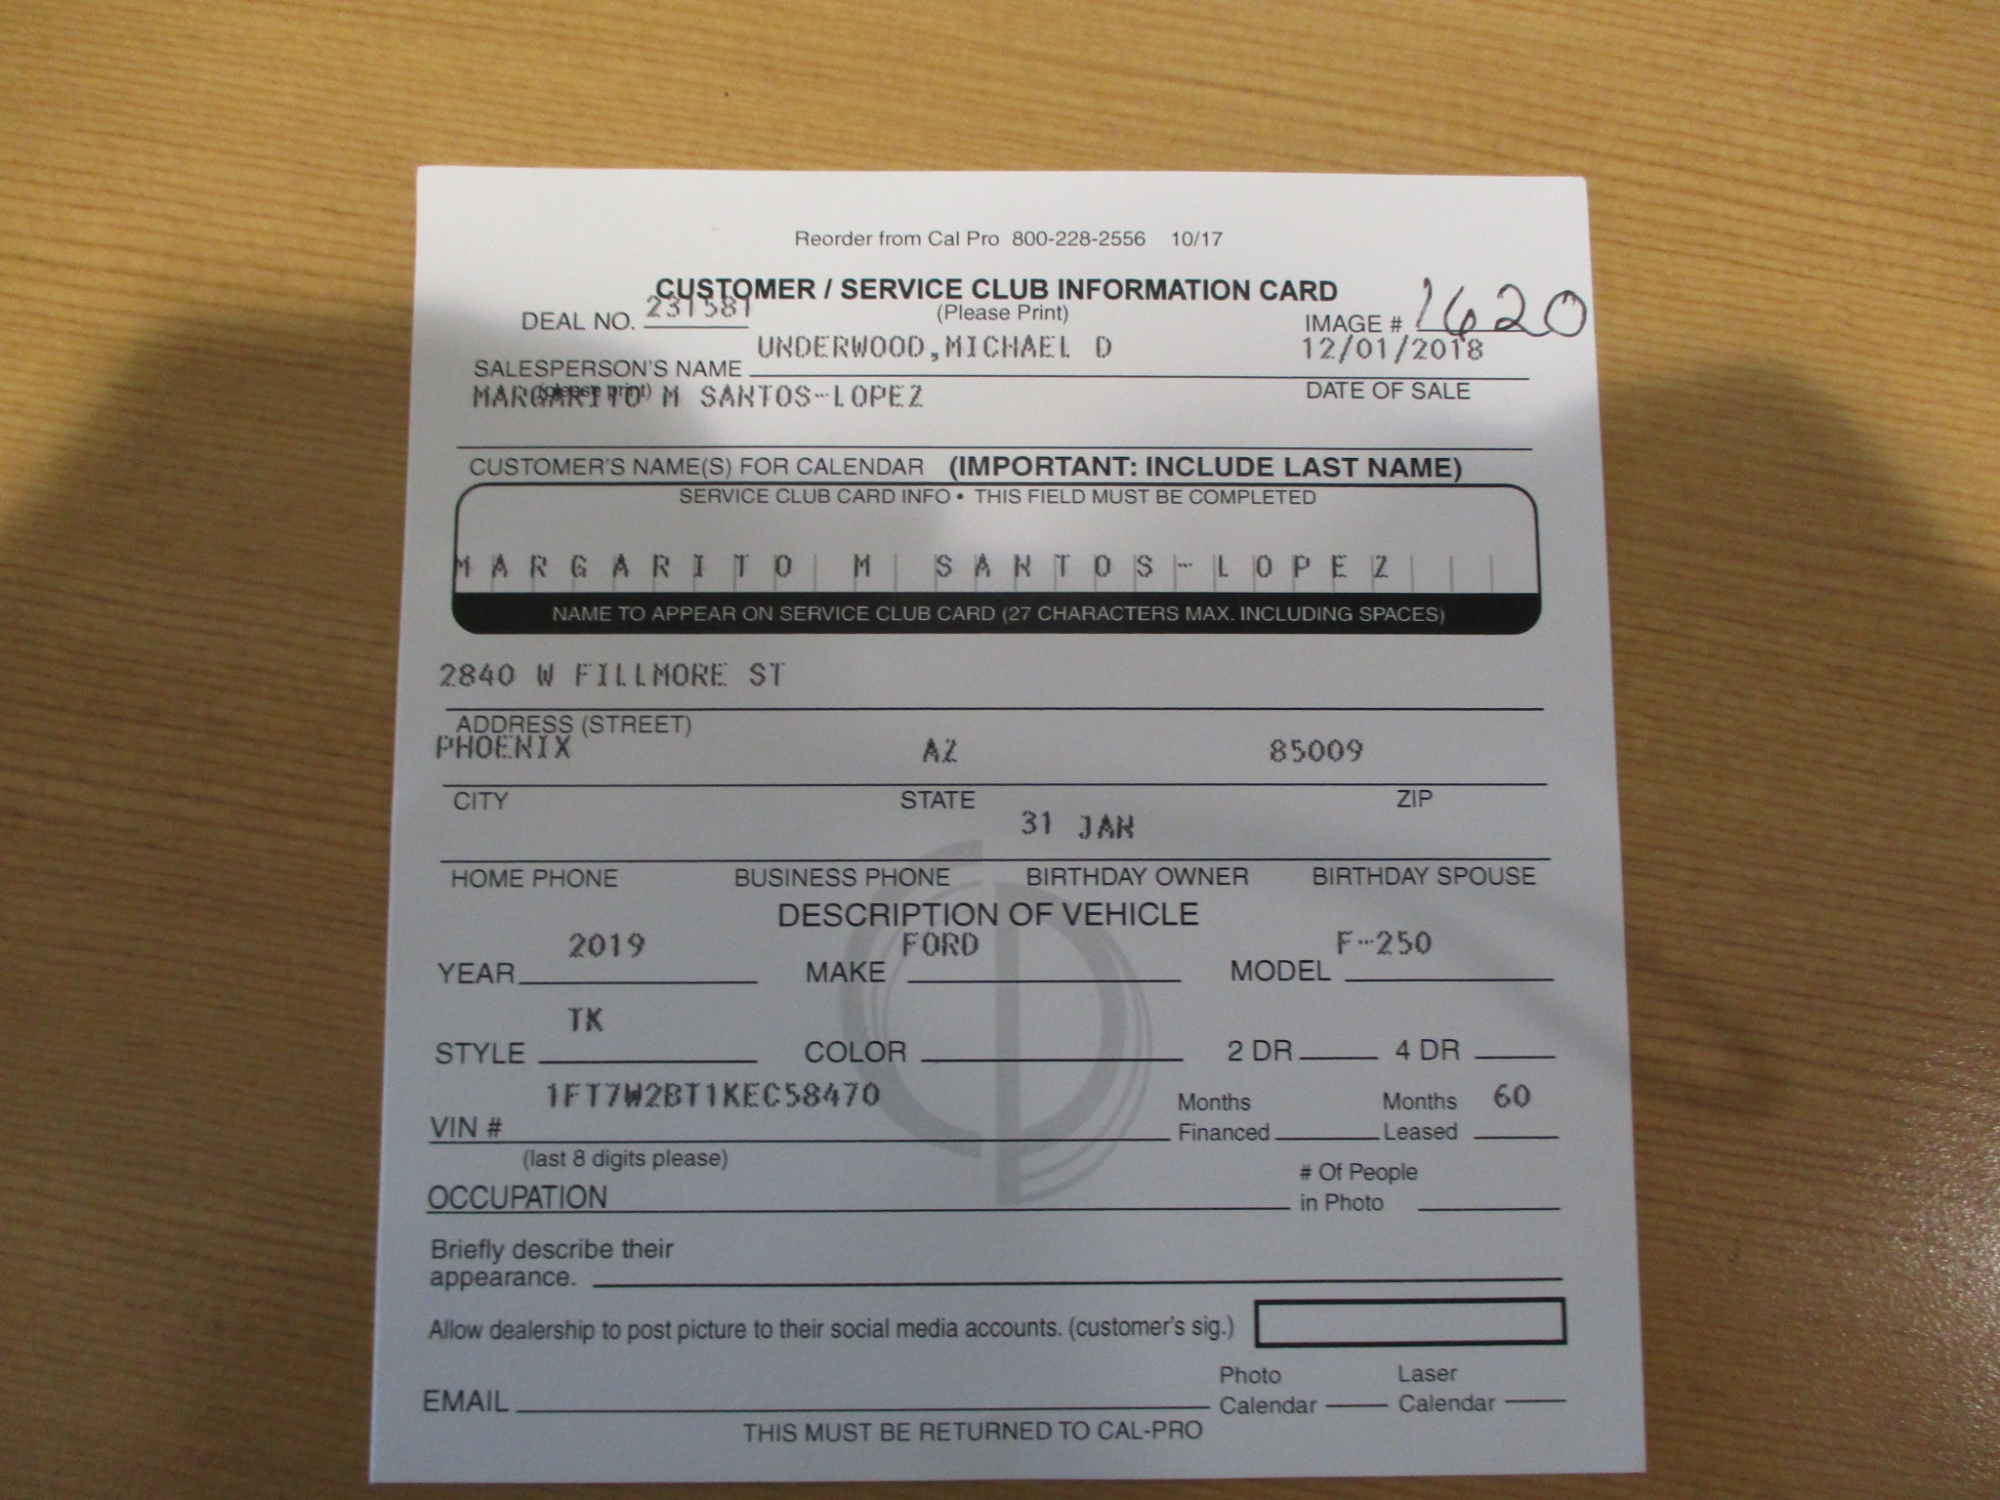 Reorder from Cal Pro 800-228-2556 10/17
CUSTOMER / SERVICE CLUB INFORMATION CARD
DEAL NO. 231581 (Please Print) IMAGE # 1620
SALESPERSON'S NAME UNDERWOOD,MICHAEL D 12/01/2018
(please print) DATE OF SALE
MARGARITO M SANTOS-LOPEZ
CUSTOMER'S NAME(S) FOR CALENDAR (IMPORTANT: INCLUDE LAST NAME)
SERVICE CLUB CARD INFO • THIS FIELD MUST BE COMPLETED
MARGARITO M SANTOS-LOPEZ
NAME TO APPEAR ON SERVICE CLUB CARD (27 CHARACTERS MAX. INCLUDING SPACES)
2840 W FILLMORE ST
ADDRESS (STREET)
PHOENIX AZ 85009
CITY STATE ZIP
31 JAN
HOME PHONE BUSINESS PHONE BIRTHDAY OWNER BIRTHDAY SPOUSE
DESCRIPTION OF VEHICLE
YEAR 2019 MAKE FORD MODEL F-250
STYLE TK COLOR 2 DR 4 DR
VIN # 1FT7W2BT1KEC58470 Months Financed Months Leased 60
(last 8 digits please)
OCCUPATION # Of People in Photo
Briefly describe their
appearance.
Allow dealership to post picture to their social media accounts. (customer's sig.)
EMAIL Photo Calendar Laser Calendar
THIS MUST BE RETURNED TO CAL-PRO